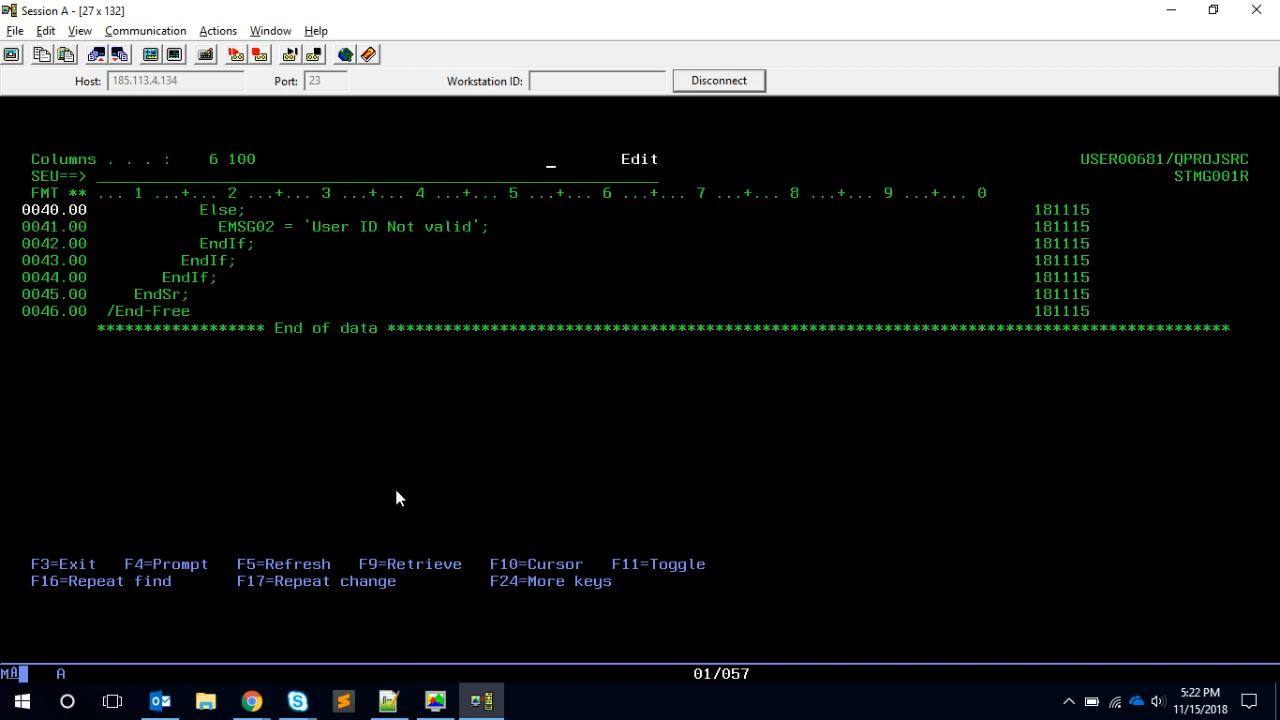 Session A - [27 x 132]
File Edit View Communication Actions Window Help
Host: 185.113.4.134 Port: 23 Workstation ID: Disconnect
Columns . . . : 6 100 _ Edit USER00681/QPROJSRC
SEU==> STMG001R
FMT ** ... 1 ...+... 2 ...+... 3 ...+... 4 ...+... 5 ...+... 6 ...+... 7 ...+... 8 ...+... 9 ...+... 0
0040.00 Else; 181115
0041.00 EMSG02 = 'User ID Not valid'; 181115
0042.00 EndIf; 181115
0043.00 EndIf; 181115
0044.00 EndIf; 181115
0045.00 EndSr; 181115
0046.00 /End-Free 181115
****************** End of data ******************************************************************************************
F3=Exit F4=Prompt F5=Refresh F9=Retrieve F10=Cursor F11=Toggle
F16=Repeat find F17=Repeat change F24=More keys
MA A 01/057
5:22 PM
11/15/2018